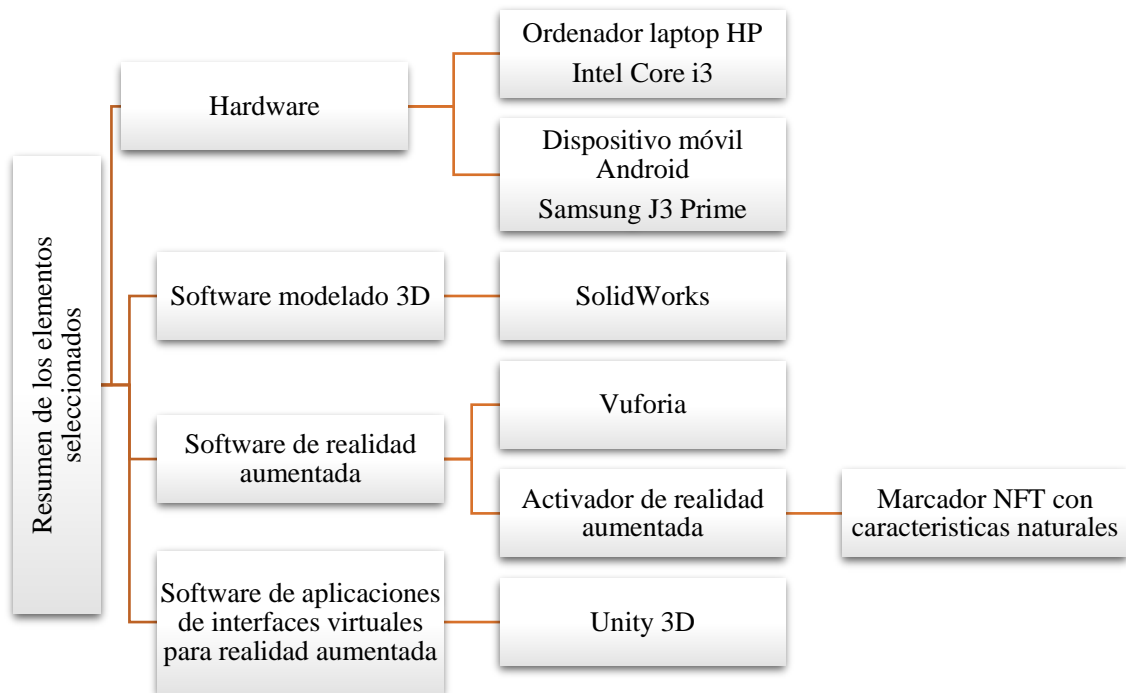 Resumen de los elementos
seleccionados
Hardware
Ordenador laptop HP
Intel Core i3
Dispositivo móvil
Android
Samsung J3 Prime
Software modelado 3D
SolidWorks
Software de realidad
aumentada
Vuforia
Activador de realidad
aumentada
Marcador NFT con
caracteristicas naturales
Software de aplicaciones
de interfaces virtuales
para realidad aumentada
Unity 3D